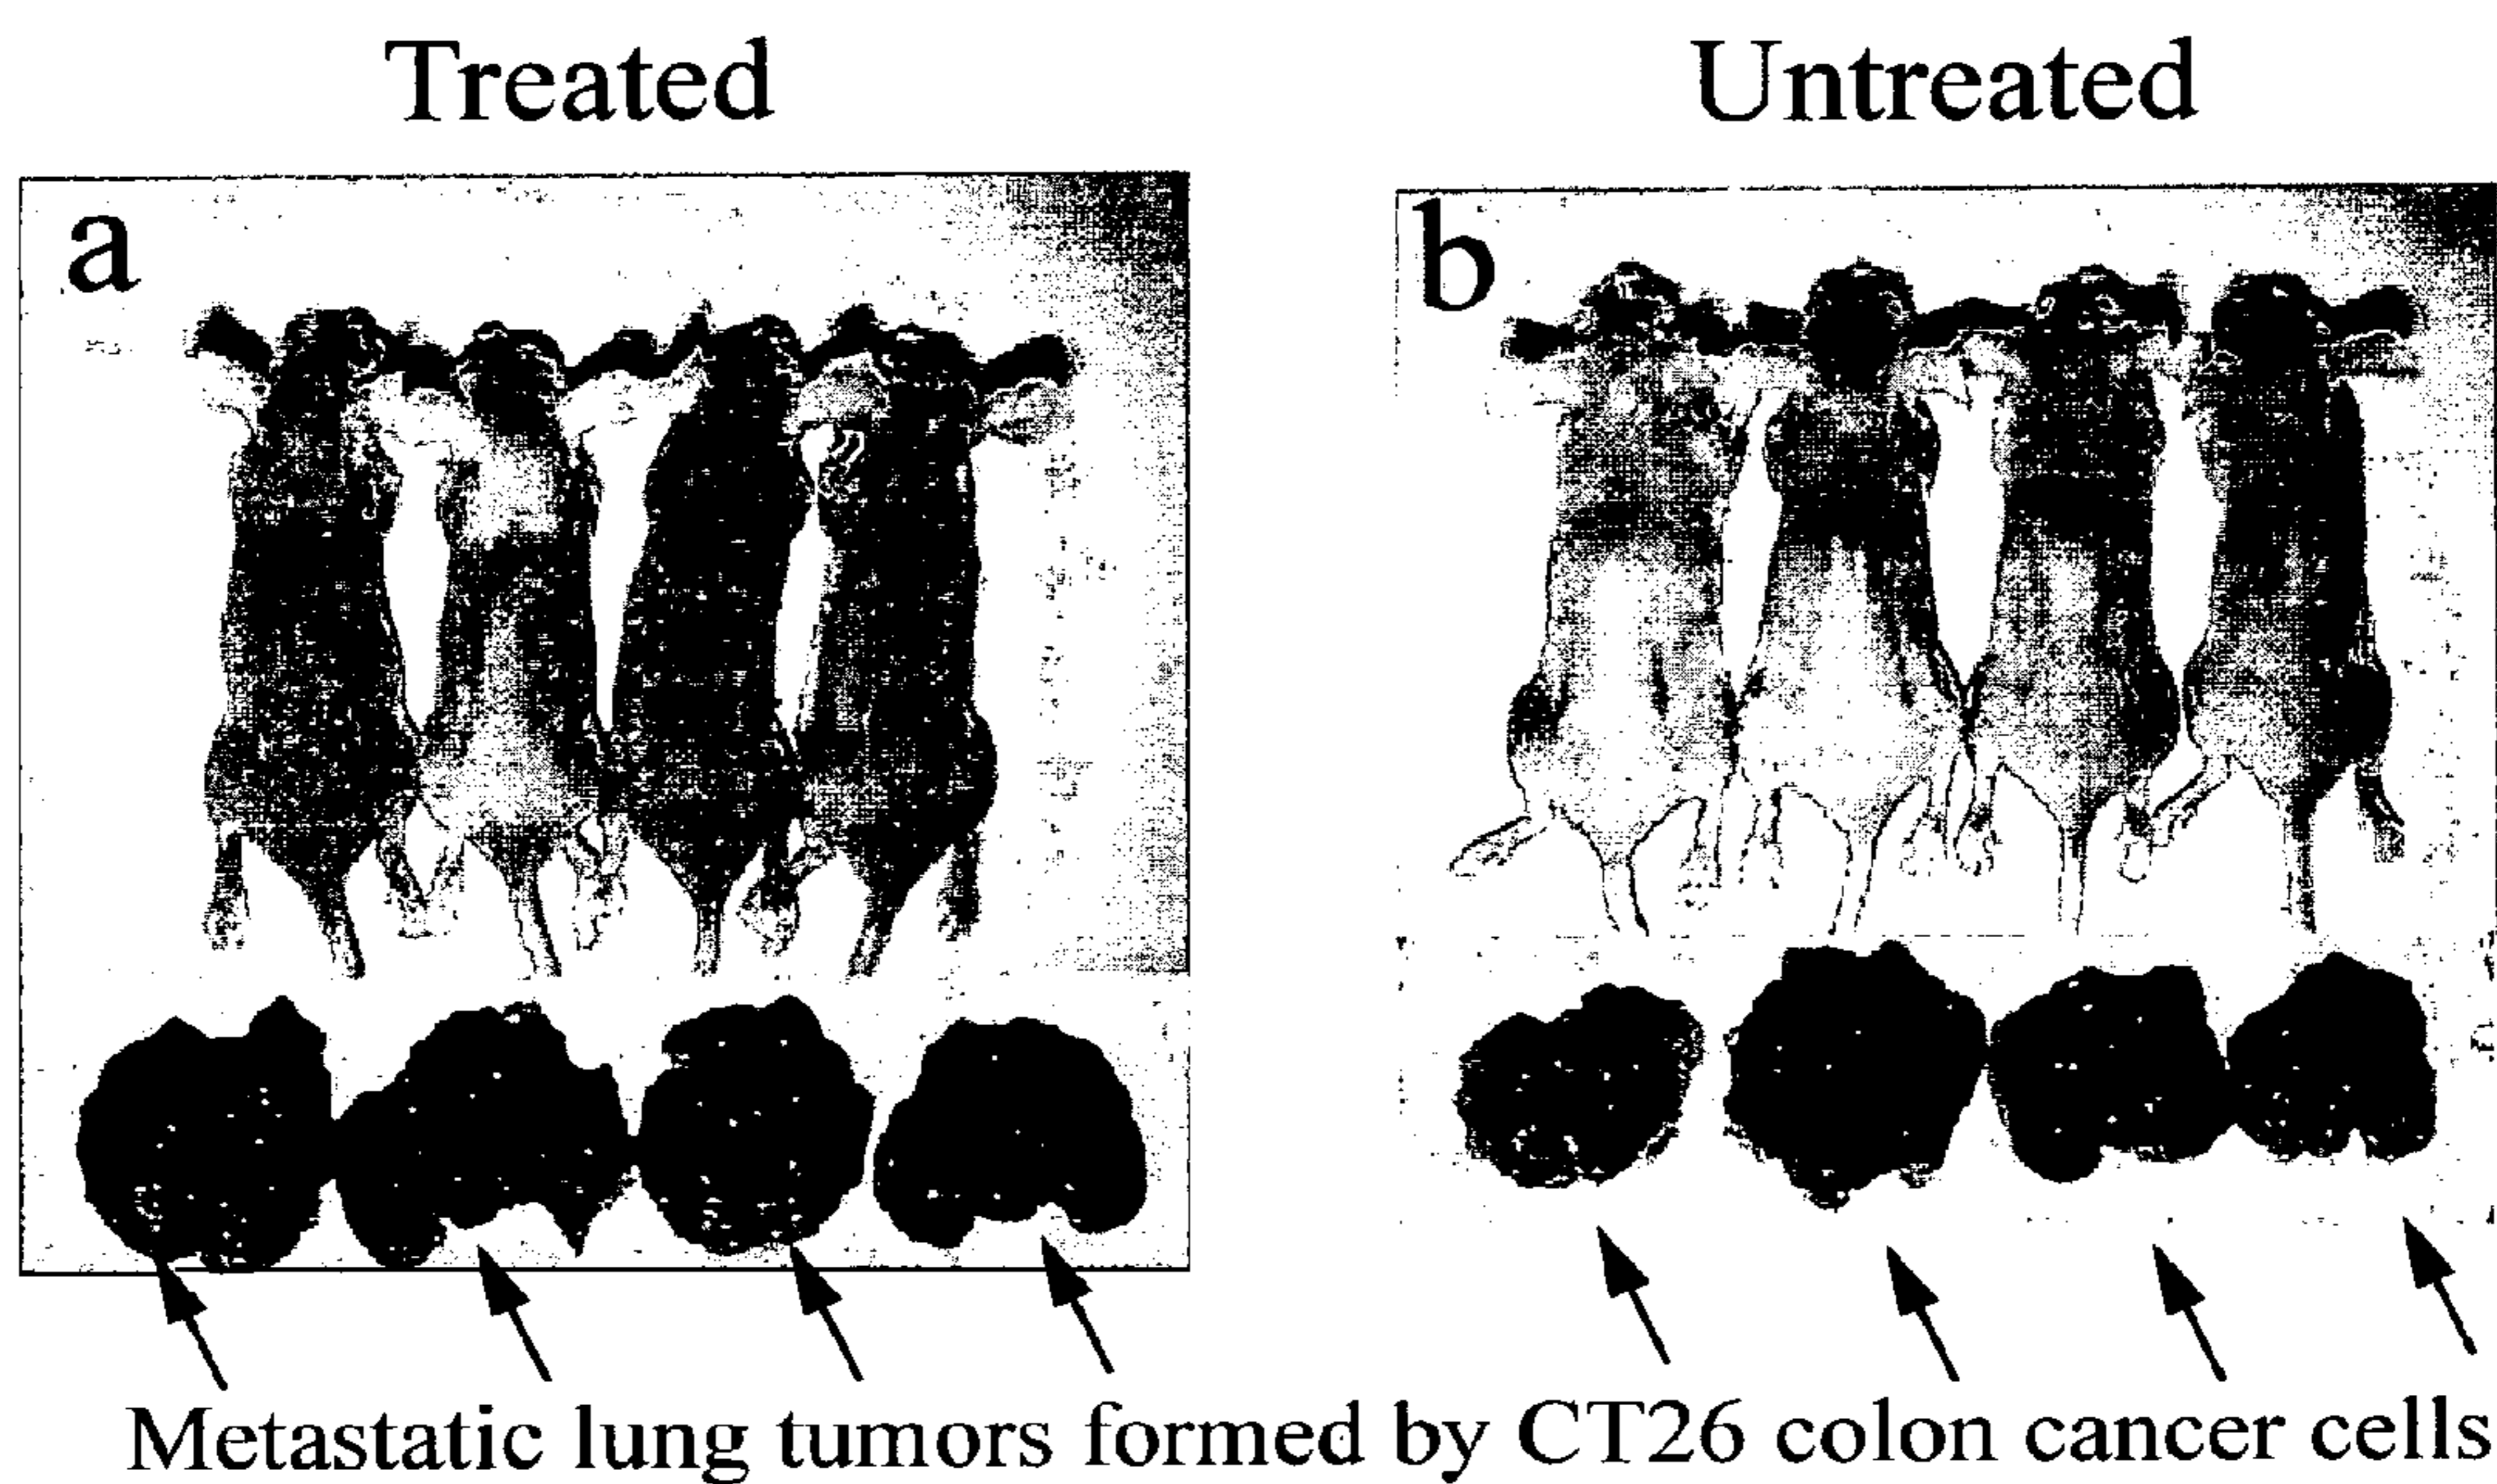 Treated
Untreated
a
b
Metastatic lung tumors formed by CT26 colon cancer cells